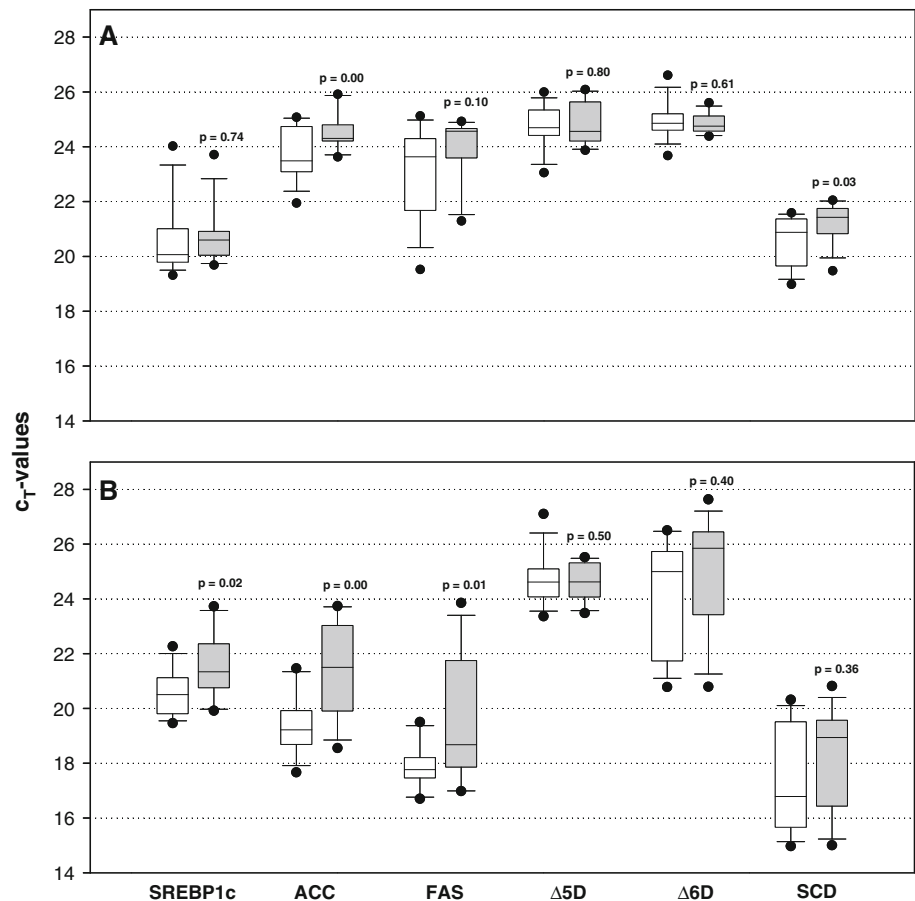 A
28
26
24
22
20
18
16
14
p = 0.74
p = 0.00
p = 0.10
p = 0.80
p = 0.61
p = 0.03
cT-values
B
28
26
24
22
20
18
16
14
p = 0.02
p = 0.00
p = 0.01
p = 0.50
p = 0.40
p = 0.36
SREBP1c ACC FAS Δ5D Δ6D SCD